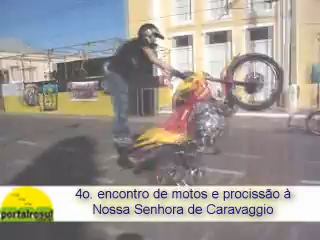 4o. encontro de motos e procissão à
Nossa Senhora de Caravaggio
portalrosul